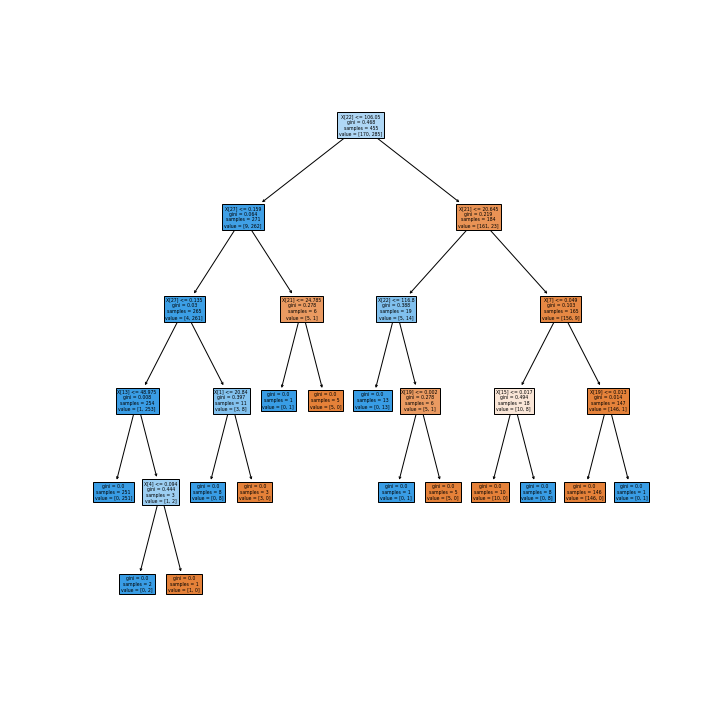 X[22] <= 106.05
gini = 0.468
samples = 455
value = [170, 285]
X[27] <= 0.159
gini = 0.064
samples = 271
value = [9, 262]
X[21] <= 20.645
gini = 0.219
samples = 184
value = [161, 23]
X[27] <= 0.135
gini = 0.03
samples = 265
value = [4, 261]
X[21] <= 24.785
gini = 0.278
samples = 6
value = [5, 1]
X[22] <= 116.8
gini = 0.388
samples = 19
value = [5, 14]
X[7] <= 0.049
gini = 0.103
samples = 165
value = [156, 9]
X[13] <= 48.975
gini = 0.008
samples = 254
value = [1, 253]
X[1] <= 20.84
gini = 0.397
samples = 11
value = [3, 8]
gini = 0.0
samples = 1
value = [0, 1]
gini = 0.0
samples = 5
value = [5, 0]
gini = 0.0
samples = 13
value = [0, 13]
X[19] <= 0.002
gini = 0.278
samples = 6
value = [5, 1]
X[15] <= 0.017
gini = 0.494
samples = 18
value = [10, 8]
X[19] <= 0.013
gini = 0.014
samples = 147
value = [146, 1]
gini = 0.0
samples = 251
value = [0, 251]
X[4] <= 0.094
gini = 0.444
samples = 3
value = [1, 2]
gini = 0.0
samples = 8
value = [0, 8]
gini = 0.0
samples = 3
value = [3, 0]
gini = 0.0
samples = 1
value = [0, 1]
gini = 0.0
samples = 5
value = [5, 0]
gini = 0.0
samples = 10
value = [10, 0]
gini = 0.0
samples = 8
value = [0, 8]
gini = 0.0
samples = 146
value = [146, 0]
gini = 0.0
samples = 1
value = [0, 1]
gini = 0.0
samples = 2
value = [0, 2]
gini = 0.0
samples = 1
value = [1, 0]